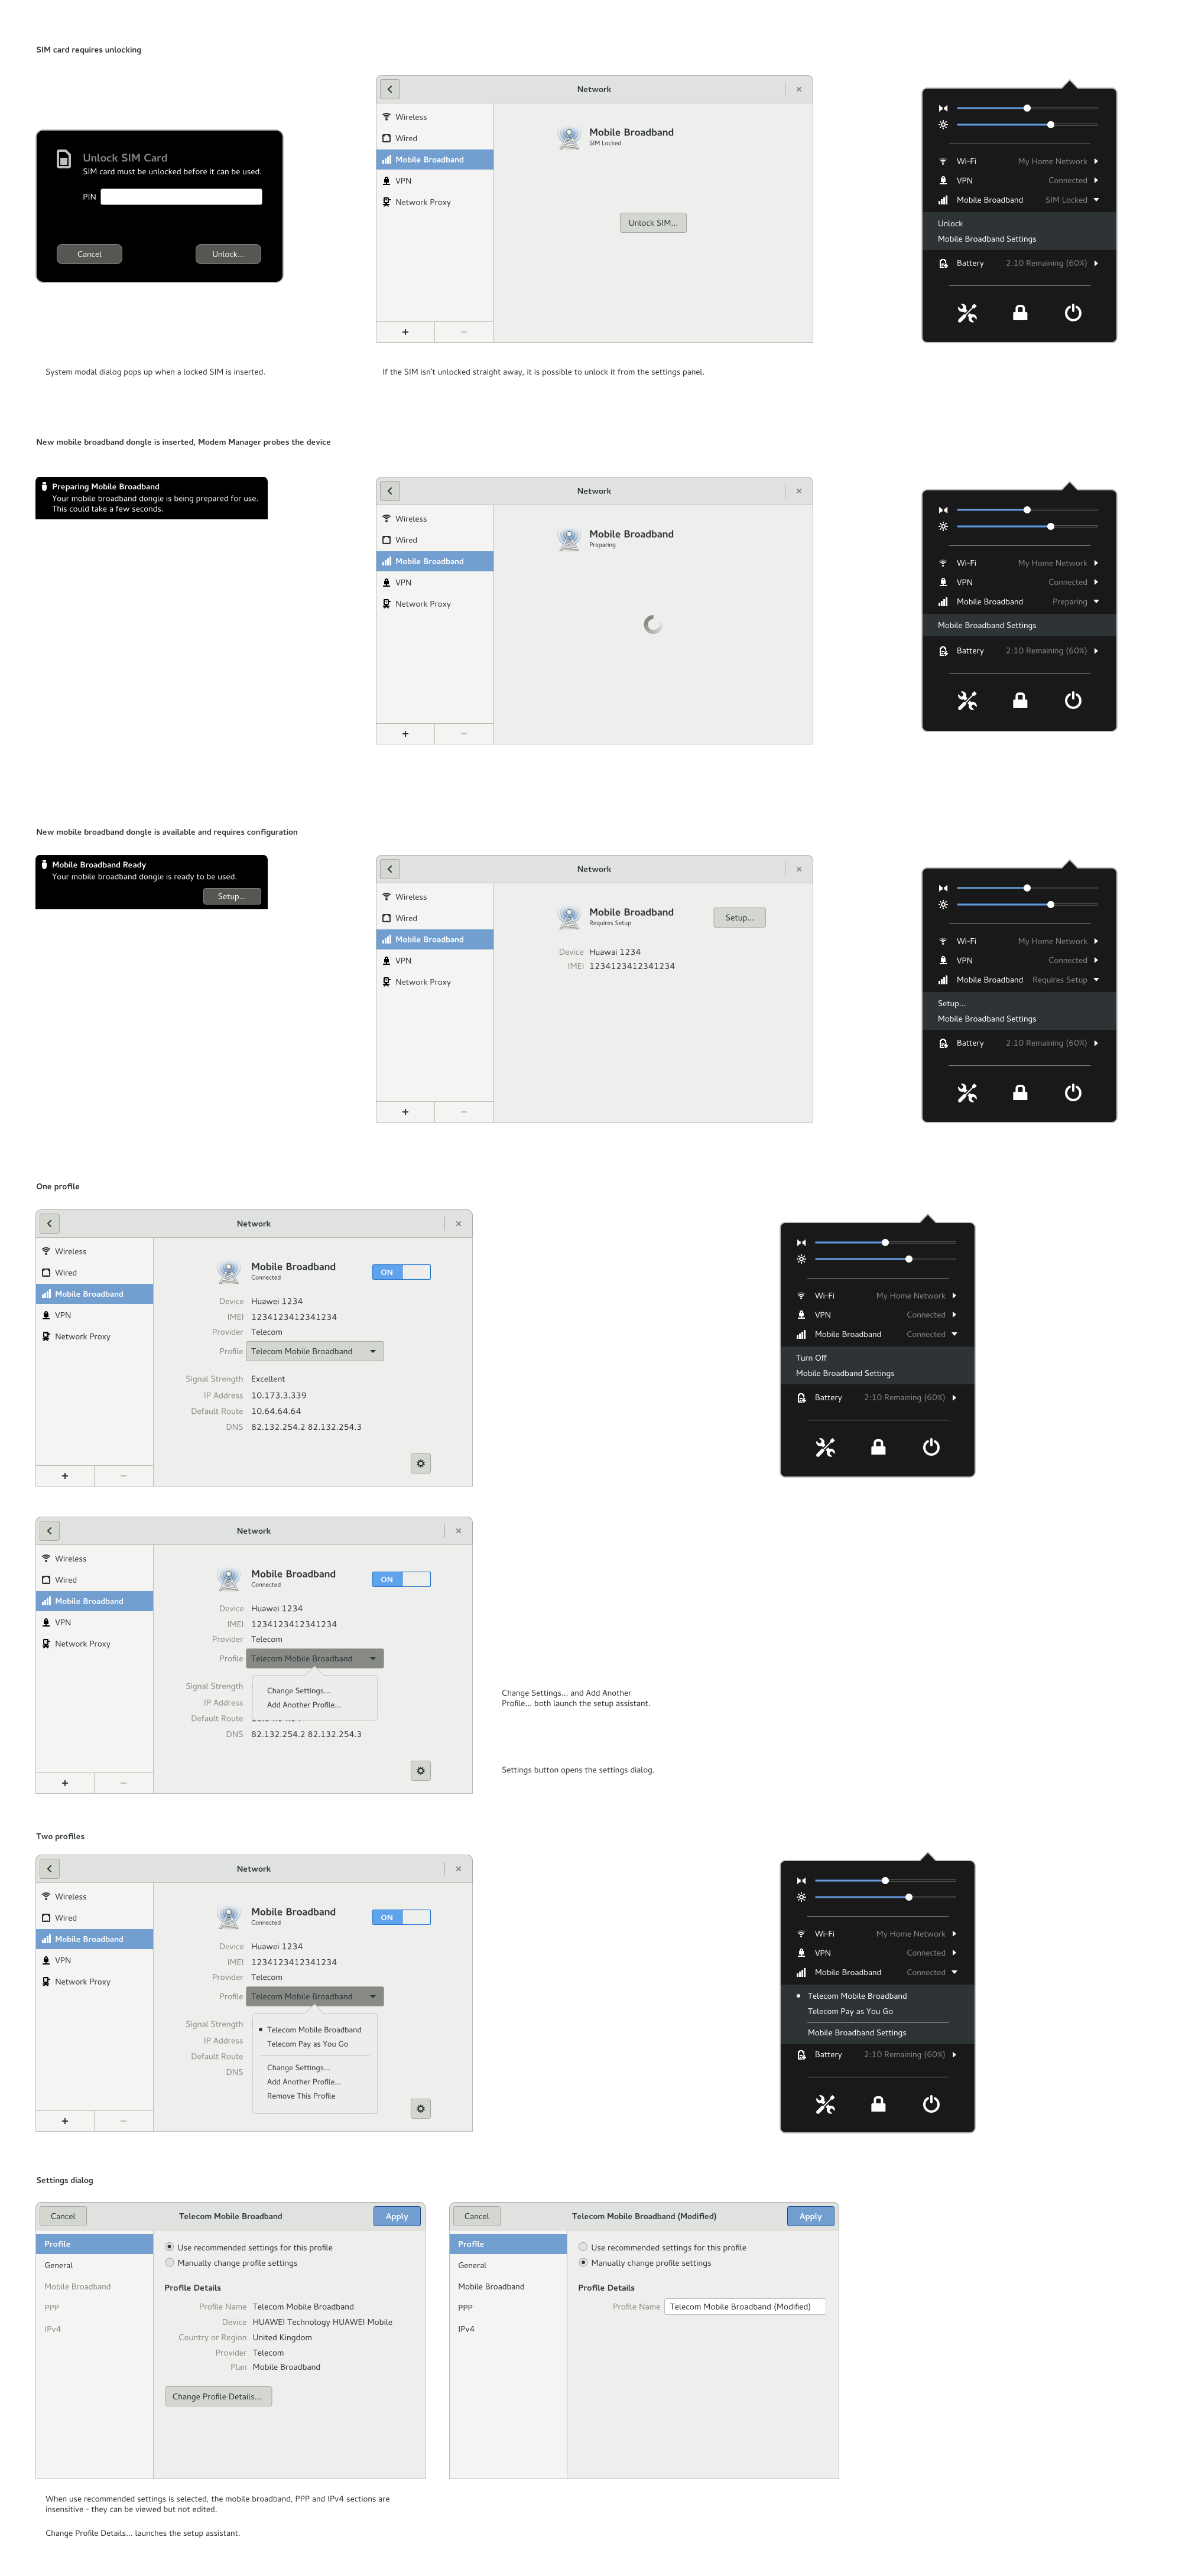 SIM card requires unlocking
Unlock SIM Card
SIM card must be unlocked before it can be used.
PIN
Cancel
Unlock...
Network
Wireless
Wired
Mobile Broadband
VPN
Network Proxy
+
−
Mobile Broadband
SIM Locked
Unlock SIM...
Wi-Fi My Home Network
VPN Connected
Mobile Broadband SIM Locked
Unlock
Mobile Broadband Settings
Battery 2:10 Remaining (60%)
System modal dialog pops up when a locked SIM is inserted.
If the SIM isn't unlocked straight away, it is possible to unlock it from the settings panel.
New mobile broadband dongle is inserted, Modem Manager probes the device
Preparing Mobile Broadband
Your mobile broadband dongle is being prepared for use.
This could take a few seconds.
Network
Wireless
Wired
Mobile Broadband
VPN
Network Proxy
+
−
Mobile Broadband
Preparing
Wi-Fi My Home Network
VPN Connected
Mobile Broadband Preparing
Mobile Broadband Settings
Battery 2:10 Remaining (60%)
New mobile broadband dongle is available and requires configuration
Mobile Broadband Ready
Your mobile broadband dongle is ready to be used.
Setup...
Network
Wireless
Wired
Mobile Broadband
VPN
Network Proxy
+
−
Mobile Broadband
Requires Setup
Setup...
Device Huawai 1234
IMEI 1234123412341234
Wi-Fi My Home Network
VPN Connected
Mobile Broadband Requires Setup
Setup...
Mobile Broadband Settings
Battery 2:10 Remaining (60%)
One profile
Network
Wireless
Wired
Mobile Broadband
VPN
Network Proxy
+
−
Mobile Broadband
Connected
ON
Device Huawei 1234
IMEI 1234123412341234
Provider Telecom
Profile Telecom Mobile Broadband
Signal Strength Excellent
IP Address 10.173.3.339
Default Route 10.64.64.64
DNS 82.132.254.2 82.132.254.3
Wi-Fi My Home Network
VPN Connected
Mobile Broadband Connected
Turn Off
Mobile Broadband Settings
Battery 2:10 Remaining (60%)
Network
Wireless
Wired
Mobile Broadband
VPN
Network Proxy
+
−
Mobile Broadband
Connected
ON
Device Huawei 1234
IMEI 1234123412341234
Provider Telecom
Profile Telecom Mobile Broadband
Signal Strength
IP Address
Default Route
DNS 82.132.254.2 82.132.254.3
Change Settings...
Add Another Profile...
Change Settings... and Add Another
Profile... both launch the setup assistant.
Settings button opens the settings dialog.
Two profiles
Network
Wireless
Wired
Mobile Broadband
VPN
Network Proxy
+
−
Mobile Broadband
Connected
ON
Device Huawei 1234
IMEI 1234123412341234
Provider Telecom
Profile Telecom Mobile Broadband
Signal Strength
IP Address
Default Route
DNS
Telecom Mobile Broadband
Telecom Pay as You Go
Change Settings...
Add Another Profile...
Remove This Profile
Wi-Fi My Home Network
VPN Connected
Mobile Broadband Connected
Telecom Mobile Broadband
Telecom Pay as You Go
Mobile Broadband Settings
Battery 2:10 Remaining (60%)
Settings dialog
Cancel
Telecom Mobile Broadband
Apply
Profile
General
Mobile Broadband
PPP
IPv4
Use recommended settings for this profile
Manually change profile settings
Profile Details
Profile Name Telecom Mobile Broadband
Device HUAWEI Technology HUAWEI Mobile
Country or Region United Kingdom
Provider Telecom
Plan Mobile Broadband
Change Profile Details...
Cancel
Telecom Mobile Broadband (Modified)
Apply
Profile
General
Mobile Broadband
PPP
IPv4
Use recommended settings for this profile
Manually change profile settings
Profile Details
Profile Name Telecom Mobile Broadband (Modified)
When use recommended settings is selected, the mobile broadband, PPP and IPv4 sections are
insensitive - they can be viewed but not edited.
Change Profile Details... launches the setup assistant.